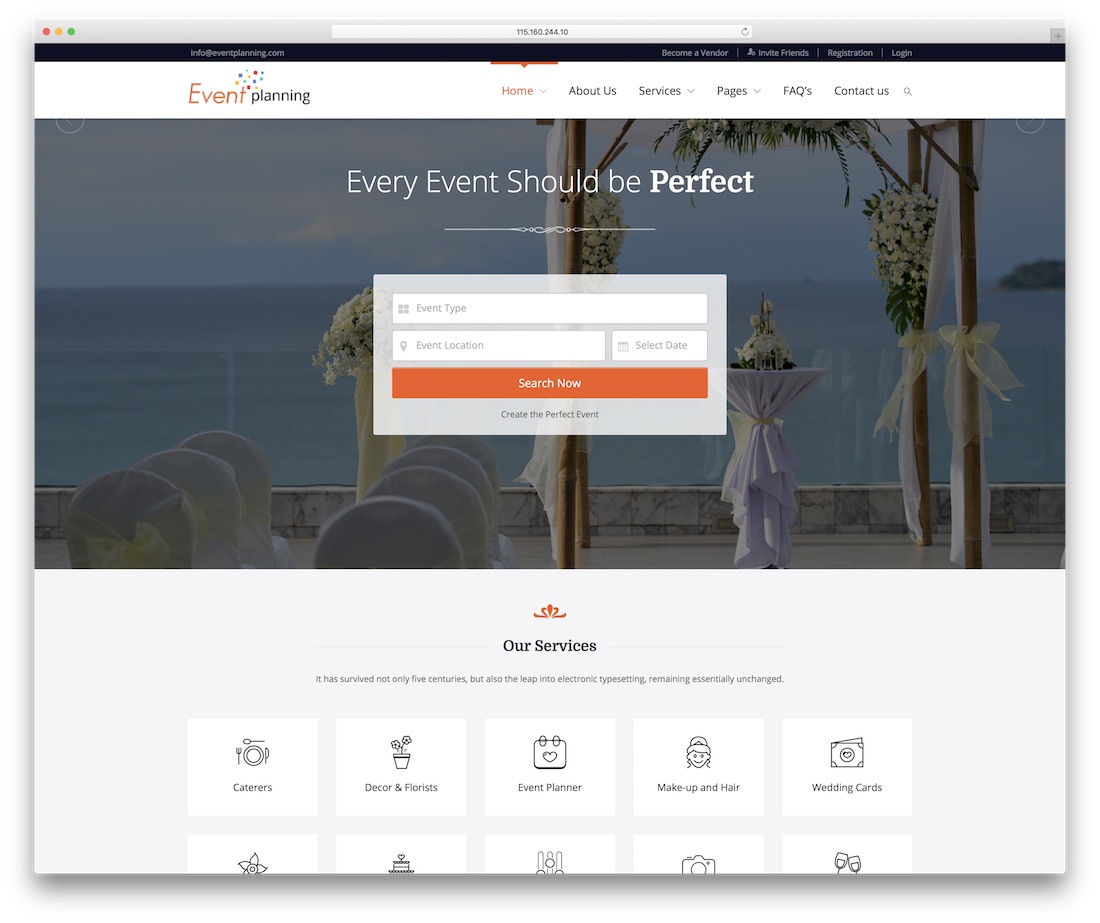 115.160.244.10
info@eventplanning.com
Become a Vendor | Invite Friends | Registration | Login
Event planning
Home About Us Services Pages FAQ's Contact us
Every Event Should be Perfect
Event Type
Event Location Select Date
Search Now
Create the Perfect Event
Our Services
It has survived not only five centuries, but also the leap into electronic typesetting, remaining essentially unchanged.
Caterers Decor & Florists Event Planner Make-up and Hair Wedding Cards